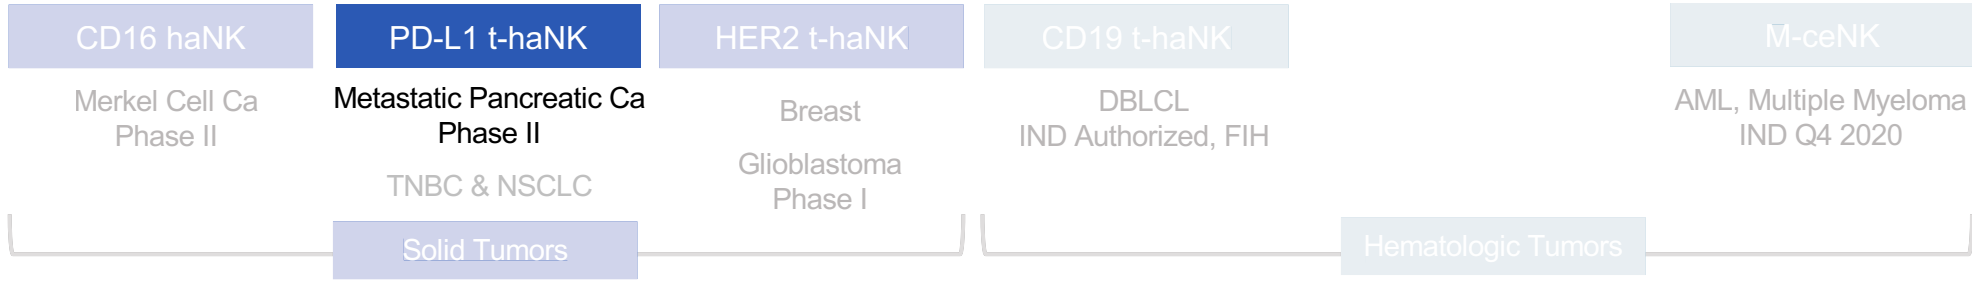 CD16 haNK
Merkel Cell Ca
Phase II
PD-L1 t-haNK
Metastatic Pancreatic Ca
Phase II
TNBC & NSCLC
HER2 t-haNK
Breast
Glioblastoma
Phase I
Solid Tumors
CD19 t-haNK
DBLCL
IND Authorized, FIH
M-ceNK
AML, Multiple Myeloma
IND Q4 2020
Hematologic Tumors